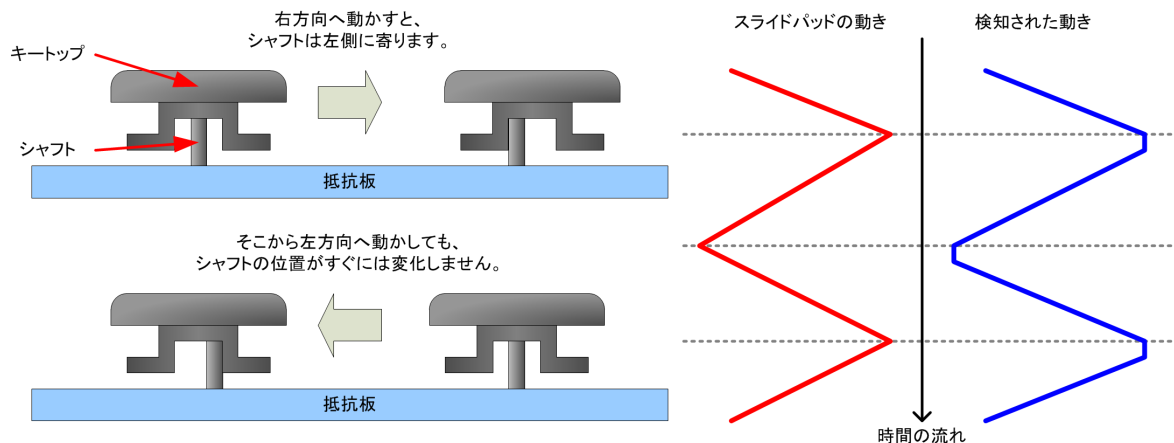 右方向へ動かすと、
シャフトは左側に寄ります。
キートップ
シャフト
抵抗板
そこから左方向へ動かしても、
シャフトの位置がすぐには変化しません。
抵抗板
スライドパッドの動き
検知された動き
時間の流れ